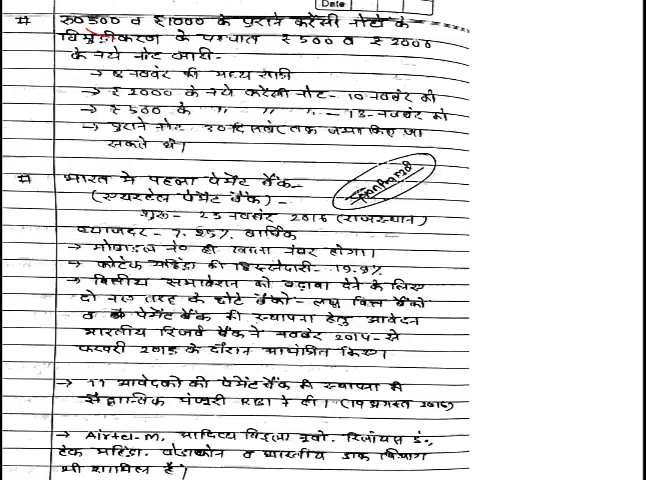 Date
# रु0 500 व ₹1000 के पुराने करेंसी नोटों के
विमुद्रीकरण के पश्चात ₹500 व ₹2000
के नये नोट जारी-
→ 8 नवंबर की मध्य रात्रि
→ ₹2000 के नये करेंसी नोट- 10 नवंबर को
→ ₹500 के " " " - 13 नवंबर को
→ पुराने नोट 30 दिसंबर तक जमा किए जा
सकते थे।
# भारत में पहला पेमेंट बैंक-
(एयरटेल पेमेंट बैंक)-
शुरू- 23 नवंबर 2016 (राजस्थान)
ब्याजदर- 7.25% वार्षिक
→ मोबाइल नं0 ही खाता नंबर होगा।
→ कोटेक महिंद्रा की हिस्सेदारी- 19.9%
→ वित्तीय समावेशन को बढ़ावा देने के लिए
दो नए तरह के छोटे बैंको- लघु वित्त बैंको
व पेमेंट बैंक की स्थापना हेतु आवेदन
भारतीय रिजर्व बैंक ने नवंबर 2014- से
फरवरी 2015 के दौरान आमंत्रित किए।
→ 11 आवेदकों को पेमेंट बैंक की स्थापना की
सैद्धान्तिक मंजूरी RBI ने दी। (19 अगस्त 2015)
→ Airtel-M, आदित्य बिड़ला नुवो, रिलायंस इं.,
टेक महिंद्रा, वोडाफोन व भारतीय डाक विभाग
भी शामिल हैं।